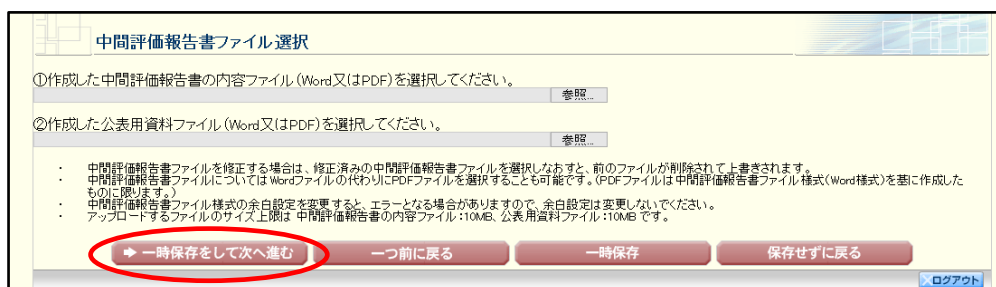 中間評価報告書ファイル選択
①作成した中間評価報告書の内容ファイル(Word又はPDF)を選択してください。
参照...
②作成した公表用資料ファイル(Word又はPDF)を選択してください。
参照...
・ 中間評価報告書ファイルを修正する場合は、修正済みの中間評価報告書ファイルを選択しなおすと、前のファイルが削除されて上書きされます。
・ 中間評価報告書ファイルについてはWordファイルの代わりにPDFファイルを選択することも可能です。(PDFファイルは中間評価報告書ファイル様式(Word様式)を基に作成した
ものに限ります。)
・ 中間評価報告書ファイル様式の余白設定を変更すると、エラーとなる場合がありますので、余白設定は変更しないでください。
・ アップロードするファイルのサイズ上限は 中間評価報告書の内容ファイル:10MB、公表用資料ファイル:10MB です。
➡ 一時保存をして次へ進む 一つ前に戻る 一時保存 保存せずに戻る
×ログアウト